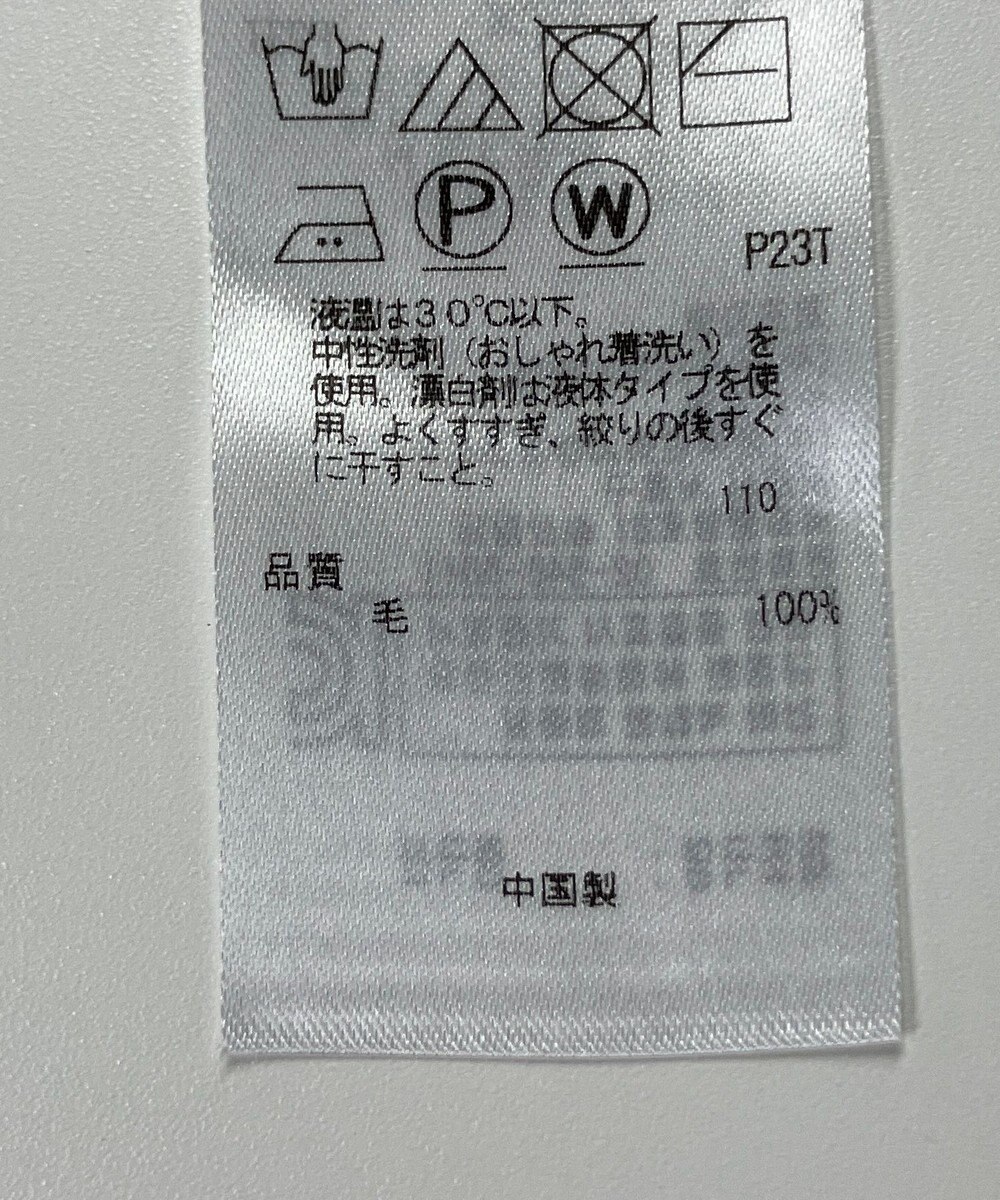 P
W
P23T
液温は30℃以下。
中性洗剤（おしゃれ着洗い）を
使用。漂白剤は液体タイプを使
用。よくすすぎ、絞りの後すぐ
に干すこと。
110
品質
毛 100%
中国製